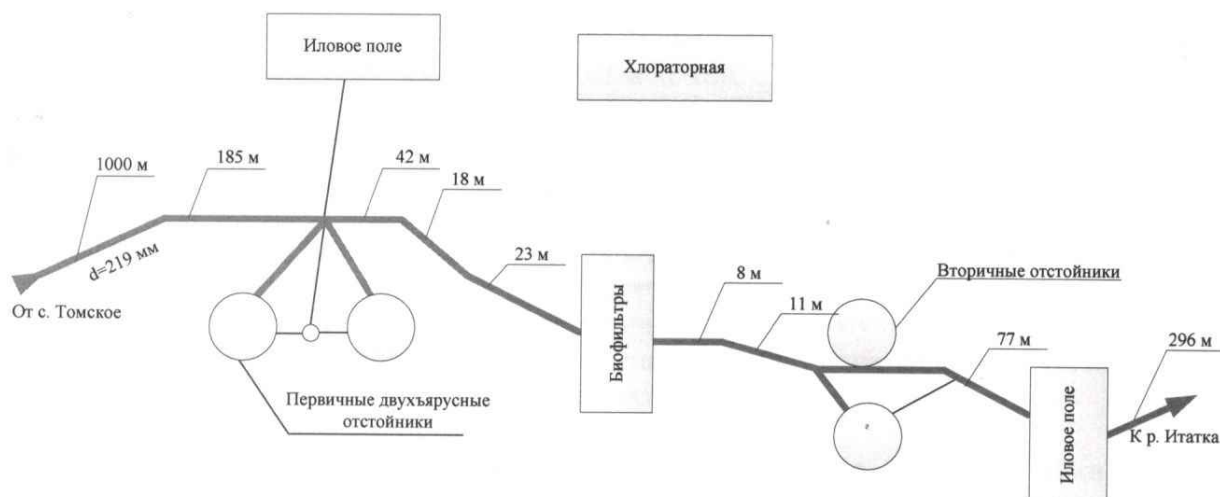 Иловое поле
Хлораторная
1000 м
185 м
42 м
18 м
23 м
d=219 мм
От с. Томское
Первичные двухъярусные
отстойники
Биофильтры
8 м
11 м
Вторичные отстойники
77 м
296 м
Иловое поле
К р. Итатка